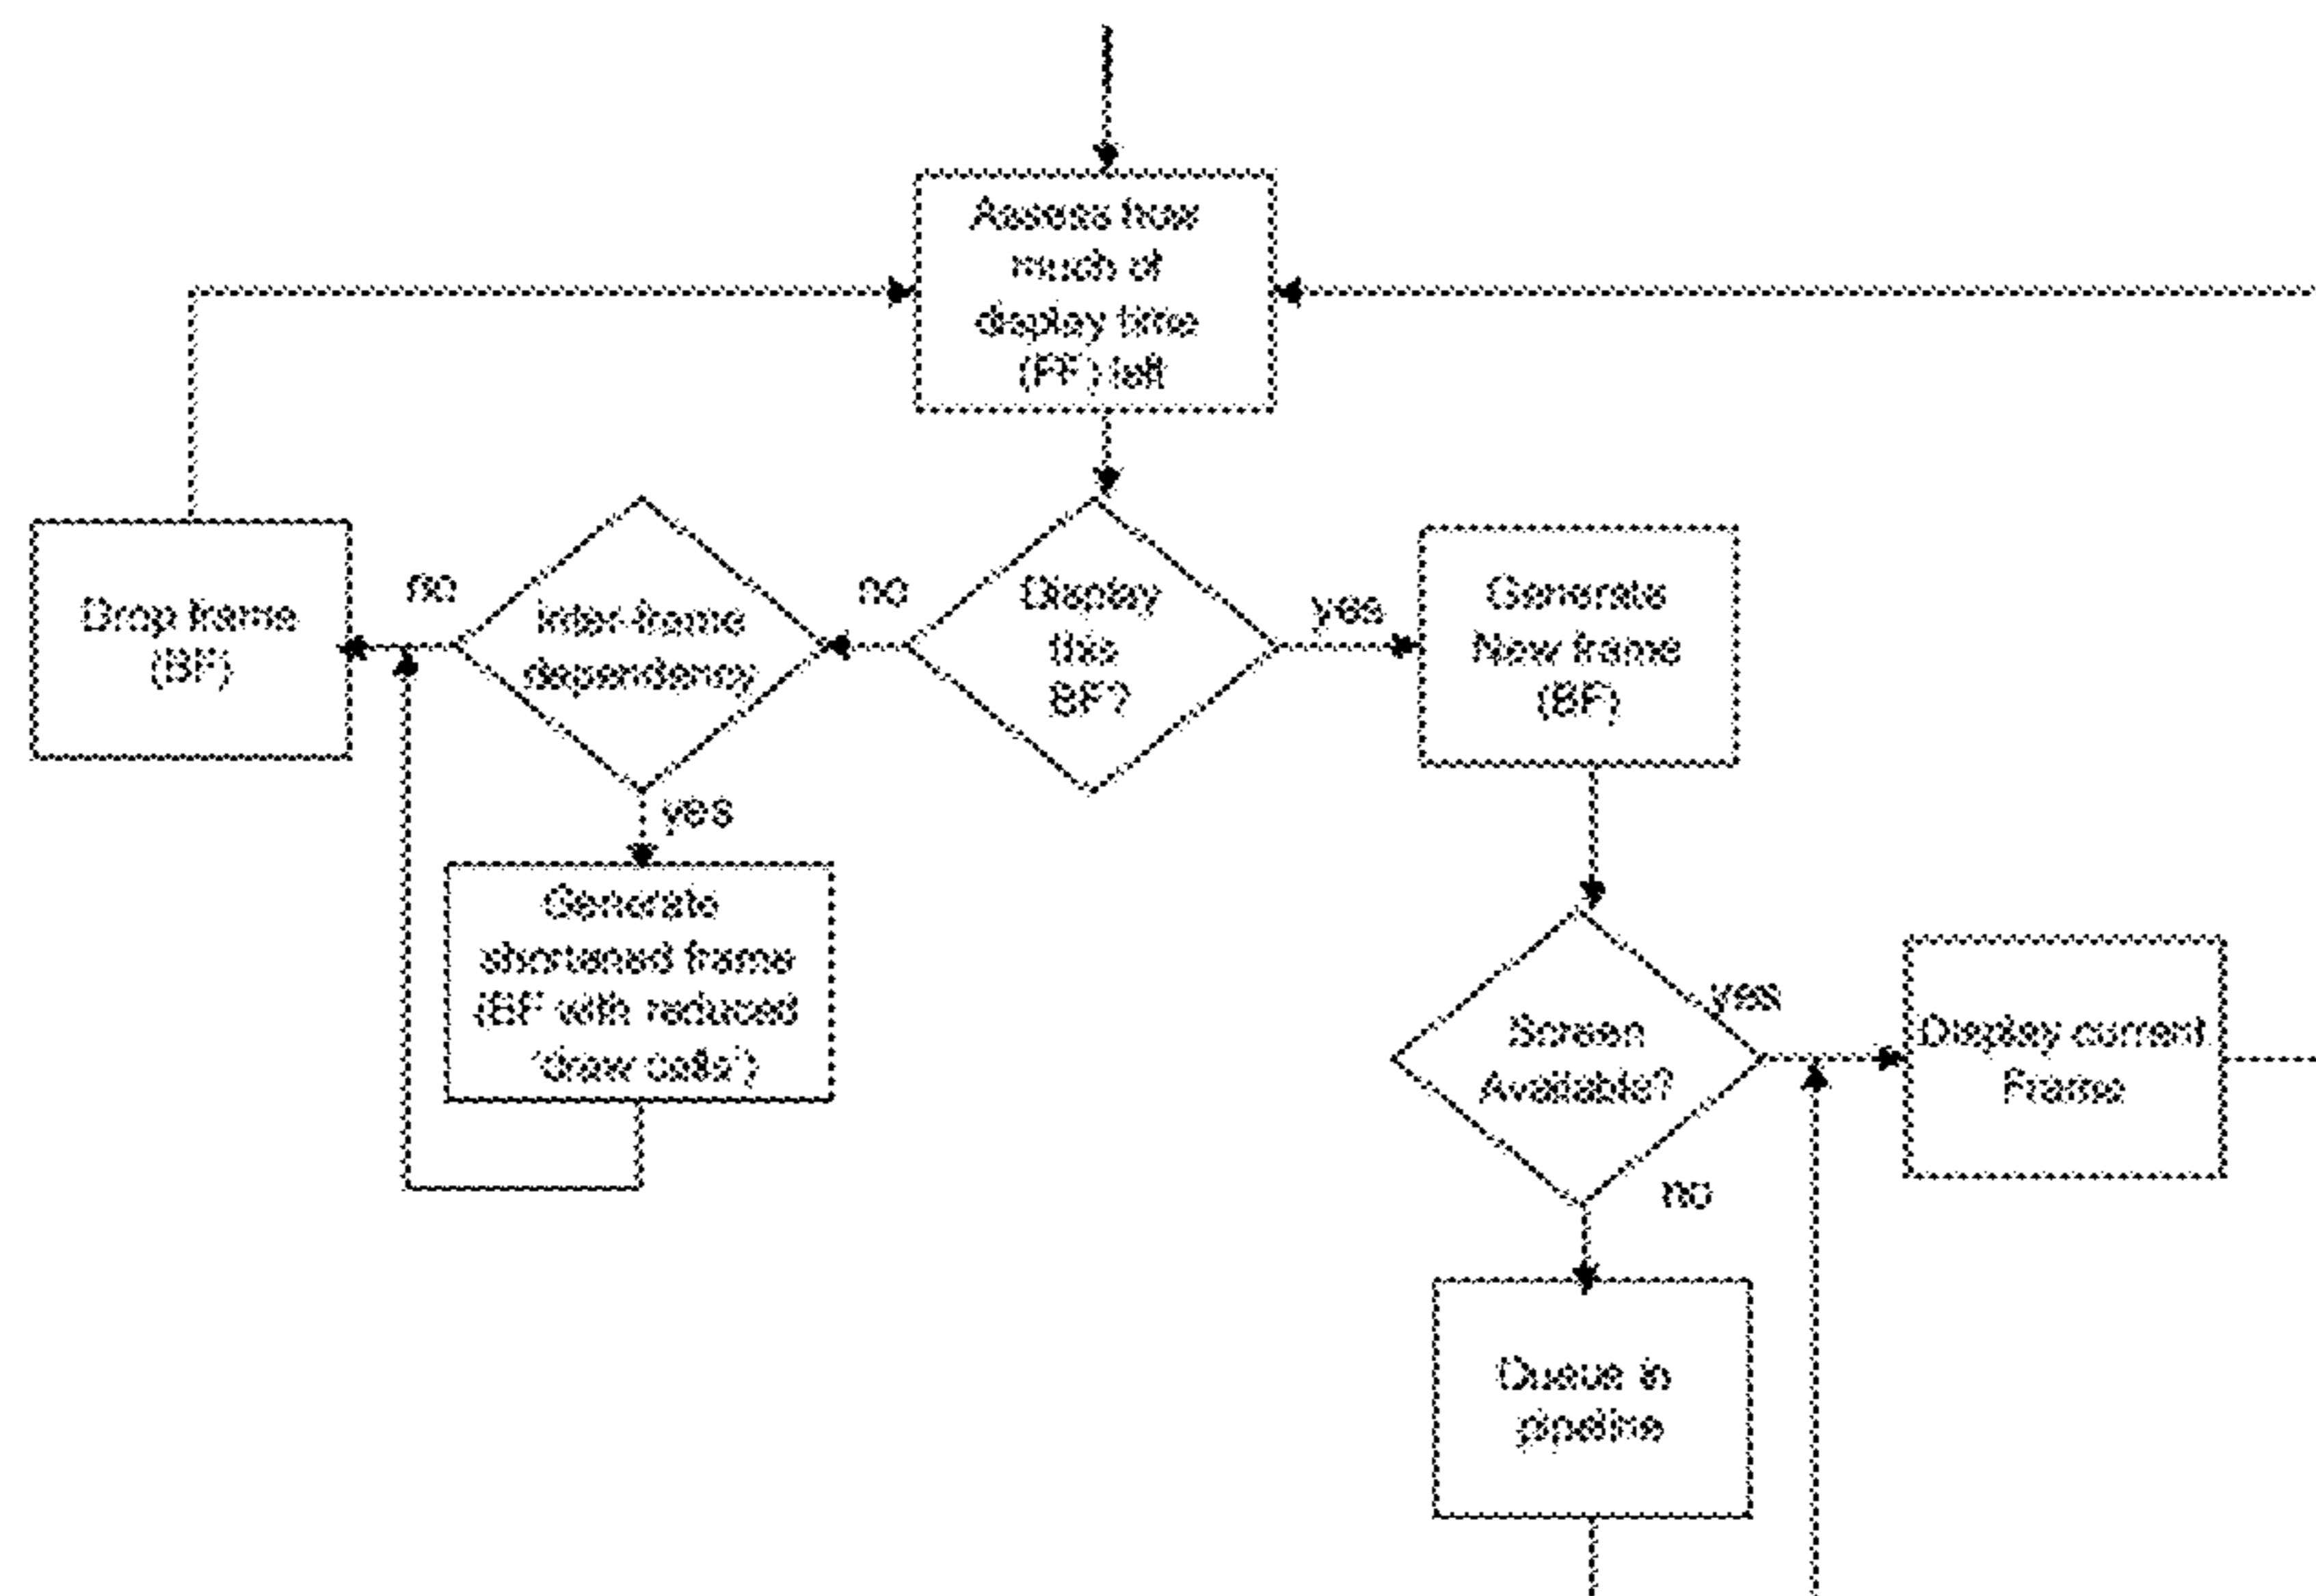 Assess how
much of
display time
(FF) left
Drop frame
(BF)
no
Inter-frame
dependency
no
Display
this
BF?
yes
Generate
New frame
(BF)
yes
Generate
shortened frame
(BF with reduced
'draw calls')
Screen
Available?
yes
Display current
Frame
no
Queue in
pipeline